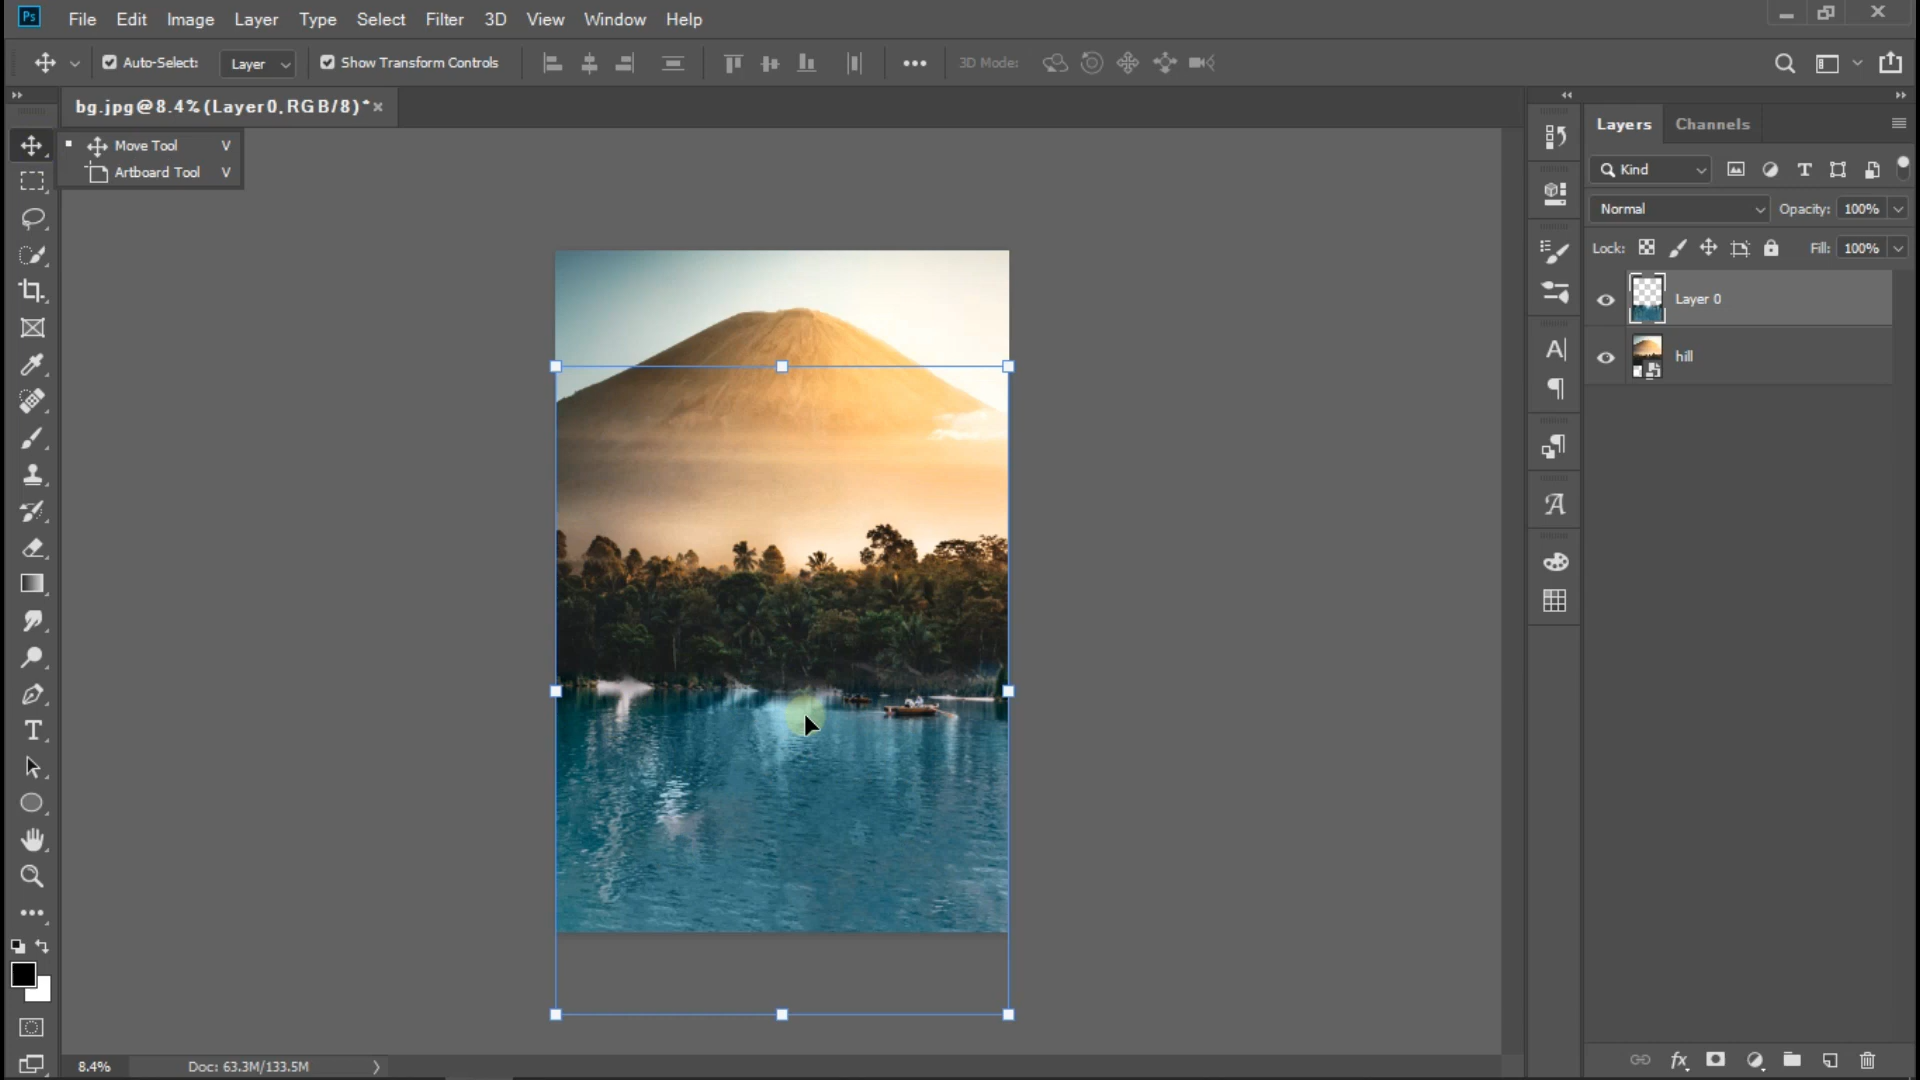 Ps File Edit Image Layer Type Select Filter 3D View Window Help
Auto-Select: Layer Show Transform Controls 3D Mode:
bg.jpg@8.4%(Layer0,RGB/8)*
Move Tool V
Artboard Tool V
Layers Channels
Kind
Normal Opacity: 100%
Lock: Fill: 100%
Layer 0
hill
8.4% Doc: 63.3M/133.5M